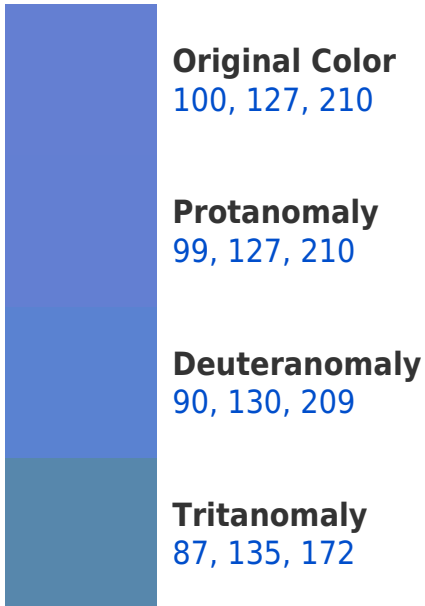 Original Color
100, 127, 210
Protanomaly
99, 127, 210
Deuteranomaly
90, 130, 209
Tritanomaly
87, 135, 172